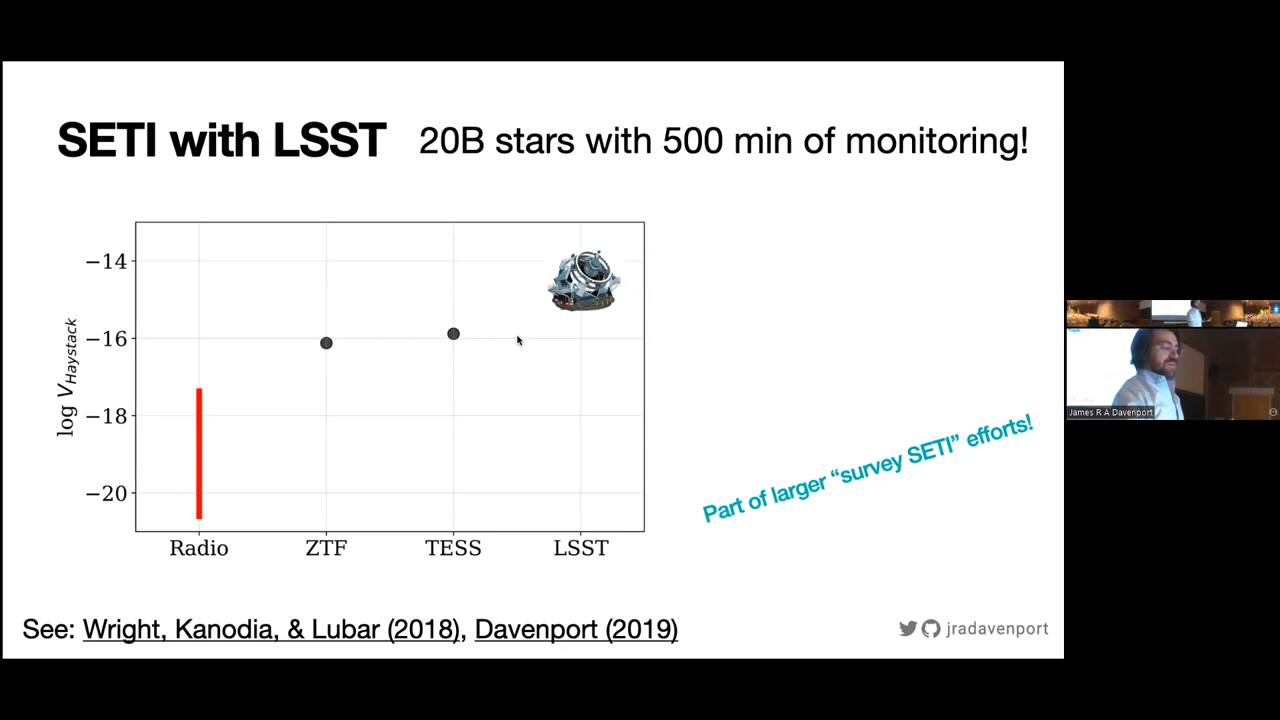 SETI with LSST 20B stars with 500 min of monitoring!
log V_Haystack
−14
−16
−18
−20
Radio ZTF TESS LSST
Part of larger “survey SETI” efforts!
See: Wright, Kanodia, & Lubar (2018), Davenport (2019)
jradavenport
James R A Davenport